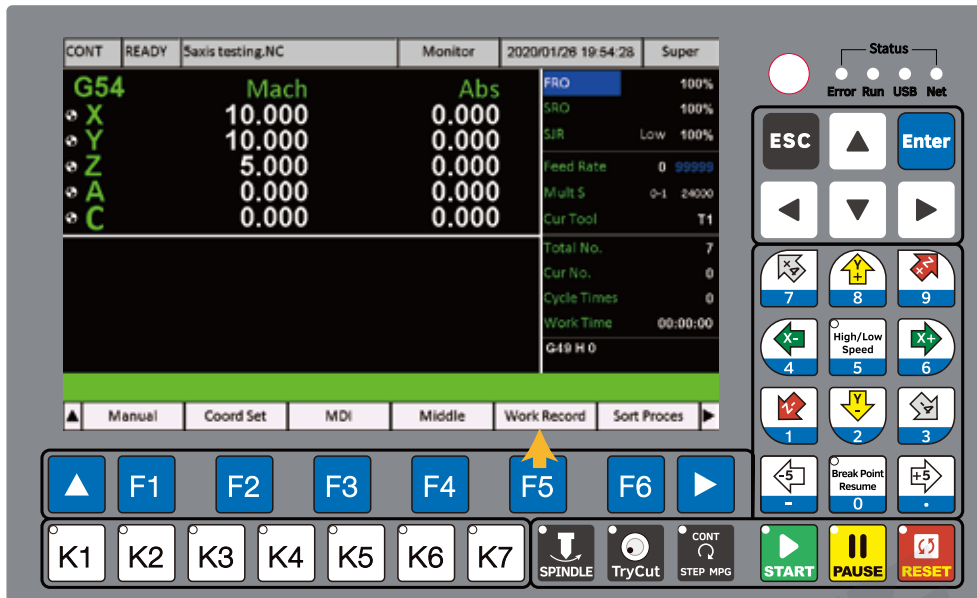 CONT READY 5axis testing.NC Monitor 2020/01/26 19:54:28 Super
G54 Mach Abs
X 10.000 0.000
Y 10.000 0.000
Z 5.000 0.000
A 0.000 0.000
C 0.000 0.000
FRO 100%
SRO 100%
SJR Low 100%
Feed Rate 0 99999
Mult S 0-1 24000
Cur Tool T1
Total No. 7
Cur No. 0
Cycle Times 0
Work Time 00:00:00
G49 H 0
▲ Manual Coord Set MDI Middle Work Record Sort Proces ▶
F1 F2 F3 F4 F5 F6
K1 K2 K3 K4 K5 K6 K7
SPINDLE
TryCut
CONT
STEP MPG
START
PAUSE
RESET
Status
Error Run USB Net
ESC Enter
X4 7
Y+ 8
X+Z 9
X- 4
High/Low
Speed
5
X+ 6
Z- 1
Y- 2
-4 3
-5 -
Break Point
Resume
0
+5 .